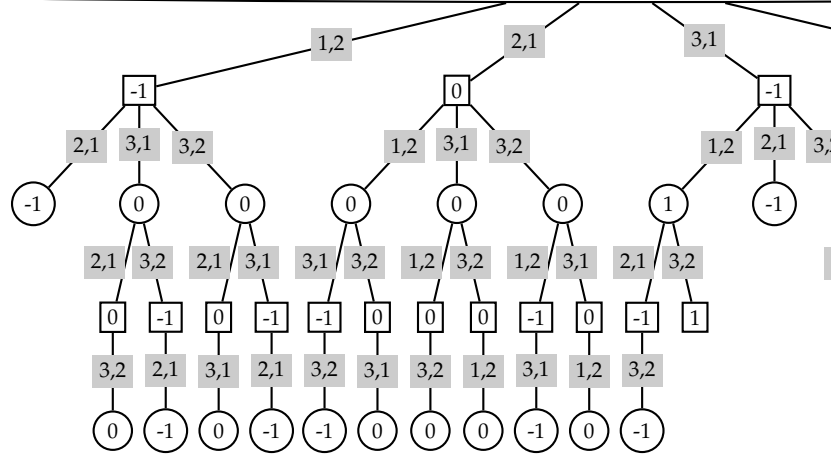 1,2 2,1 3,1
-1 0 -1
2,1 3,1 3,2 1,2 3,1 3,2 1,2 2,1
-1 0 0 0 0 0 1 -1
2,1 3,2 2,1 3,1 3,1 3,2 1,2 3,2 1,2 3,1 2,1 3,2
0 -1 0 -1 -1 0 0 0 -1 0 -1 1
3,2 2,1 3,1 2,1 3,2 3,1 3,2 1,2 3,1 1,2 3,2
0 -1 0 -1 -1 0 0 0 -1 0 -1